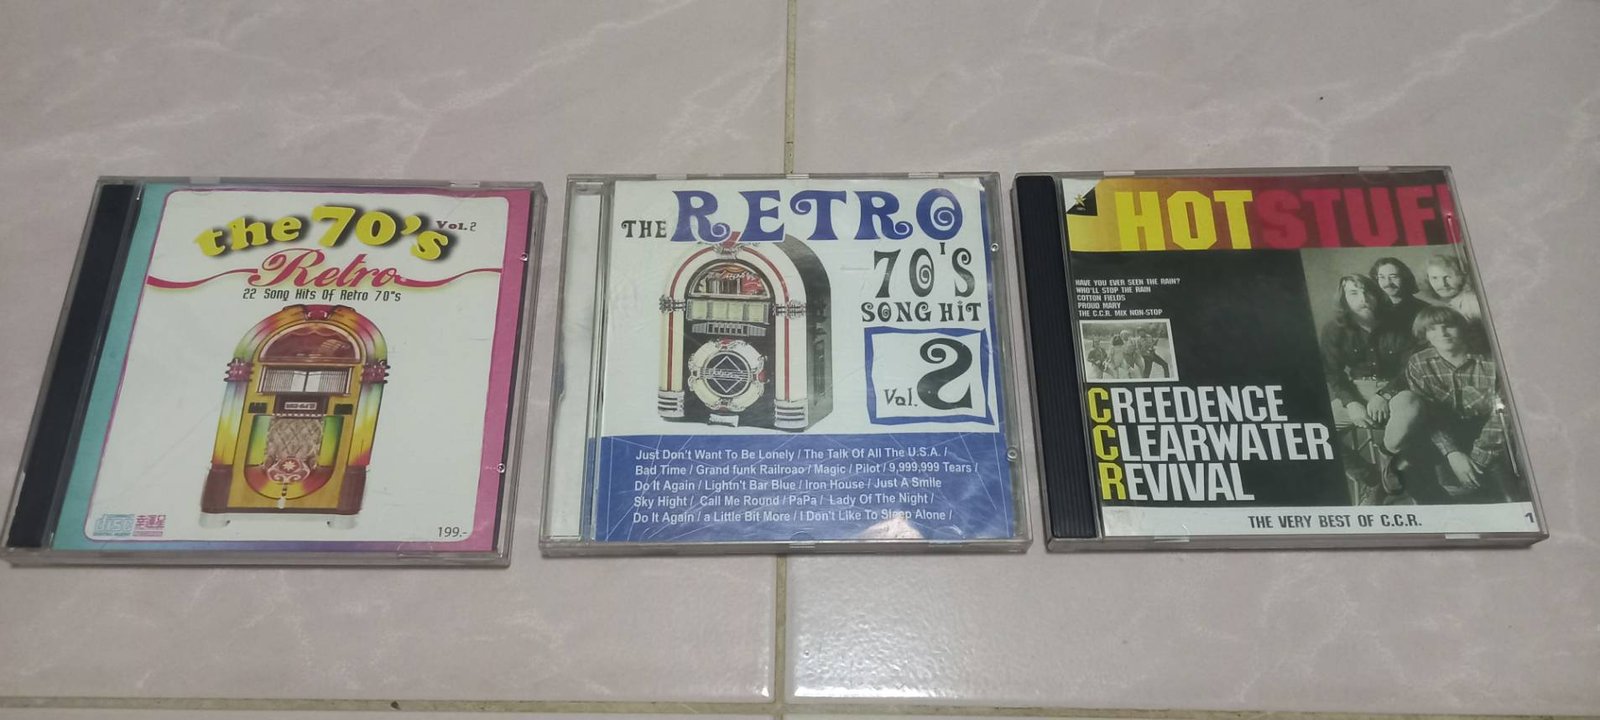 the 70's Vol.2
Retro
22 Song Hits Of Retro 70"s
disc
199.-
THE RETRO
70'S
SONG HIT
Vol. 2
Just Don't Want To Be Lonely / The Talk Of All The U.S.A. /
Bad Time / Grand funk Railroao / Magic / Pilot / 9,999,999 Tears /
Do It Again / Lightn't Bar Blue / Iron House / Just A Smile
Sky Hight / Call Me Round / PaPa / Lady Of The Night /
Do It Again / a Little Bit More / I Don't Like To Sleep Alone /
HOT STUF
HAVE YOU EVER SEEN THE RAIN?
WHO'LL STOP THE RAIN
COTTON FIELDS
PROUD MARY
THE C.C.R. MIX NON-STOP
CREEDENCE
CLEARWATER
REVIVAL
THE VERY BEST OF C.C.R.
1